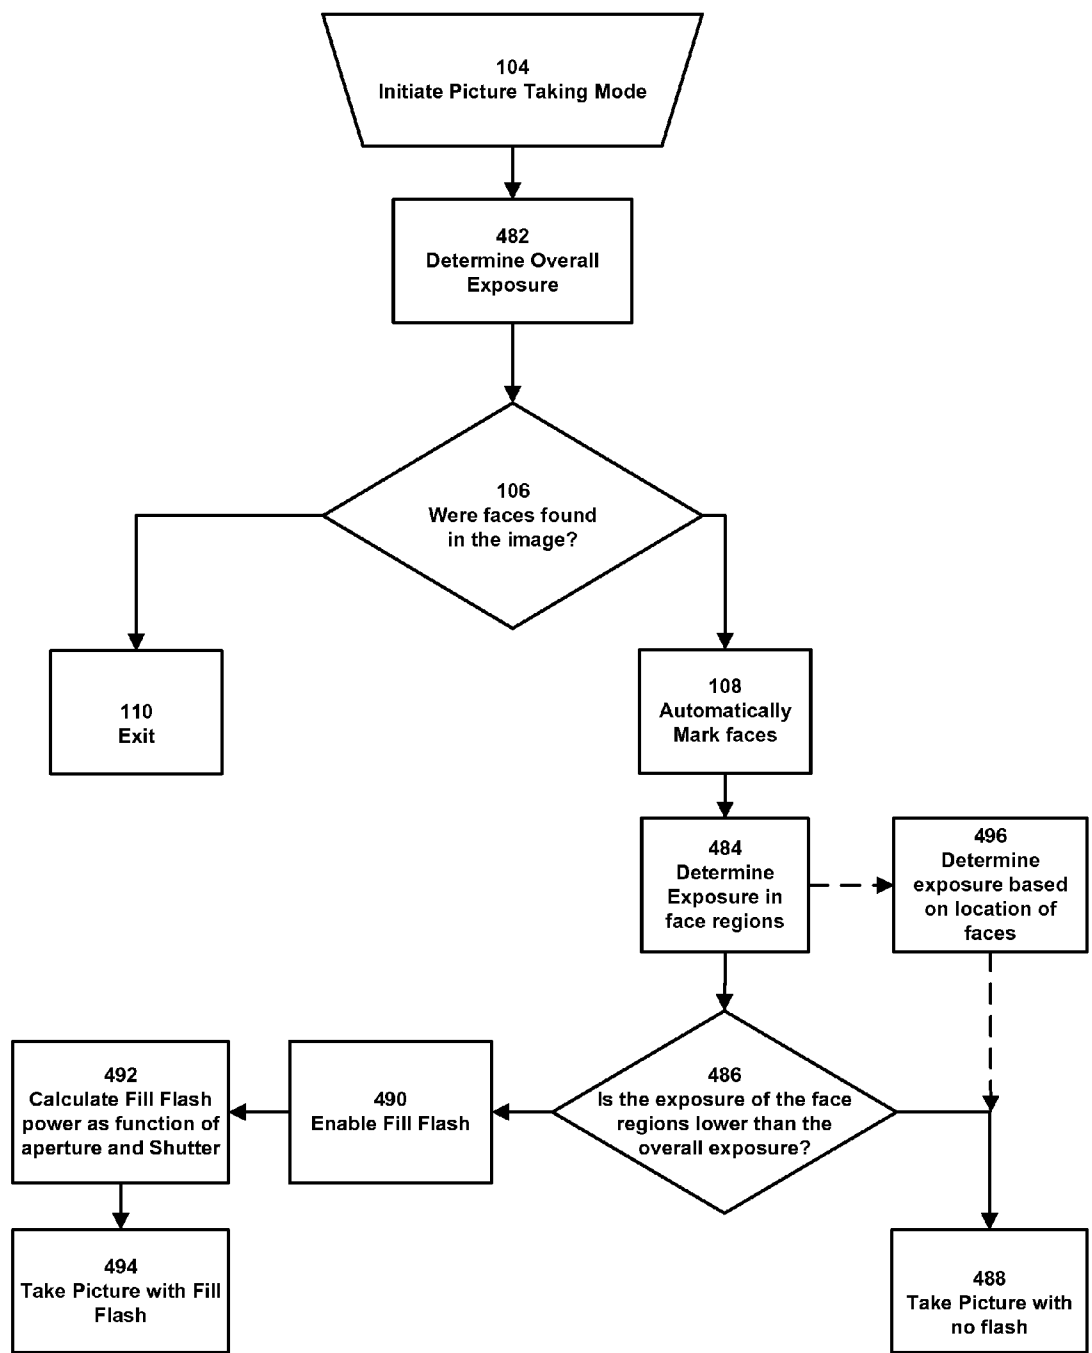 104
Initiate Picture Taking Mode
482
Determine Overall
Exposure
106
Were faces found
in the image?
110
Exit
108
Automatically
Mark faces
484
Determine
Exposure in
face regions
496
Determine
exposure based
on location of
faces
486
Is the exposure of the face
regions lower than the
overall exposure?
490
Enable Fill Flash
492
Calculate Fill Flash
power as function of
aperture and Shutter
494
Take Picture with Fill
Flash
488
Take Picture with
no flash